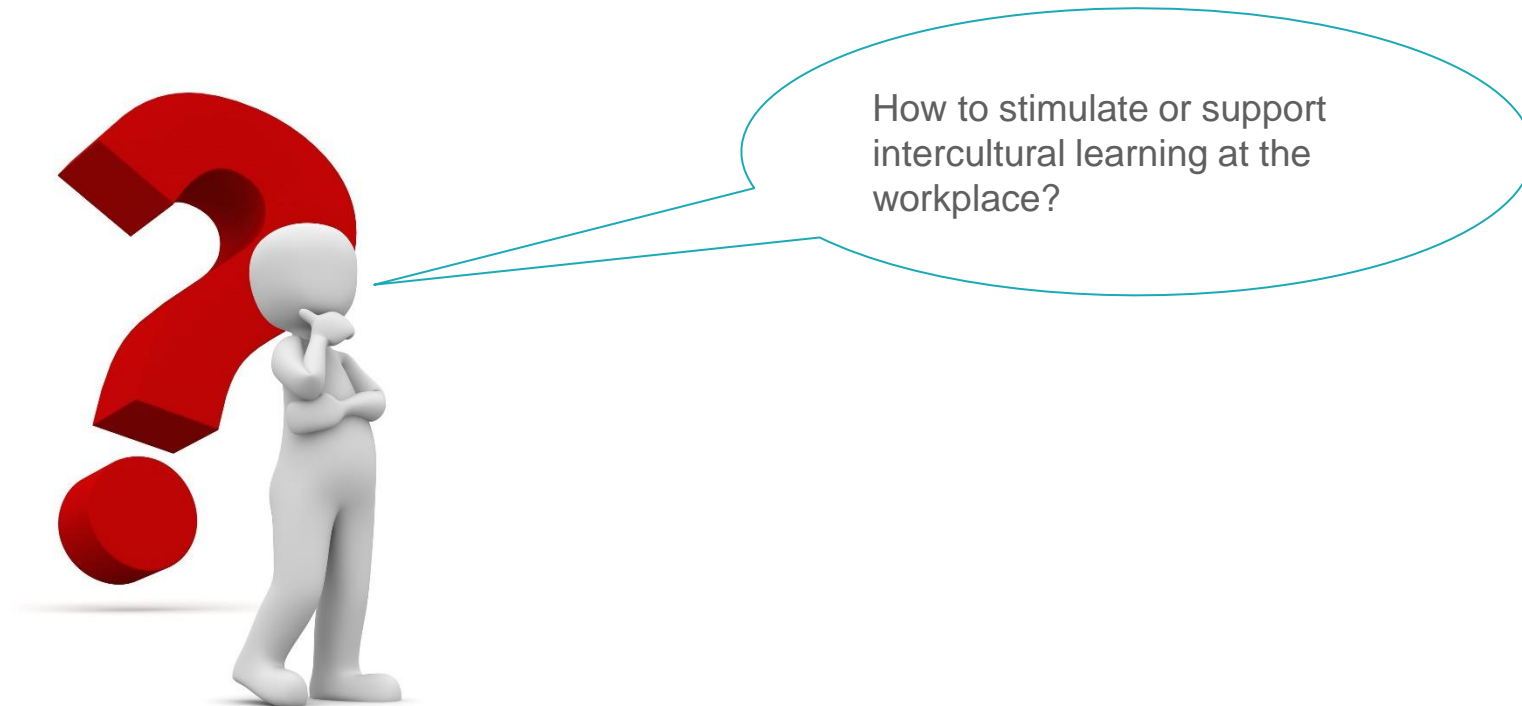 How to stimulate or support
intercultural learning at the
workplace?